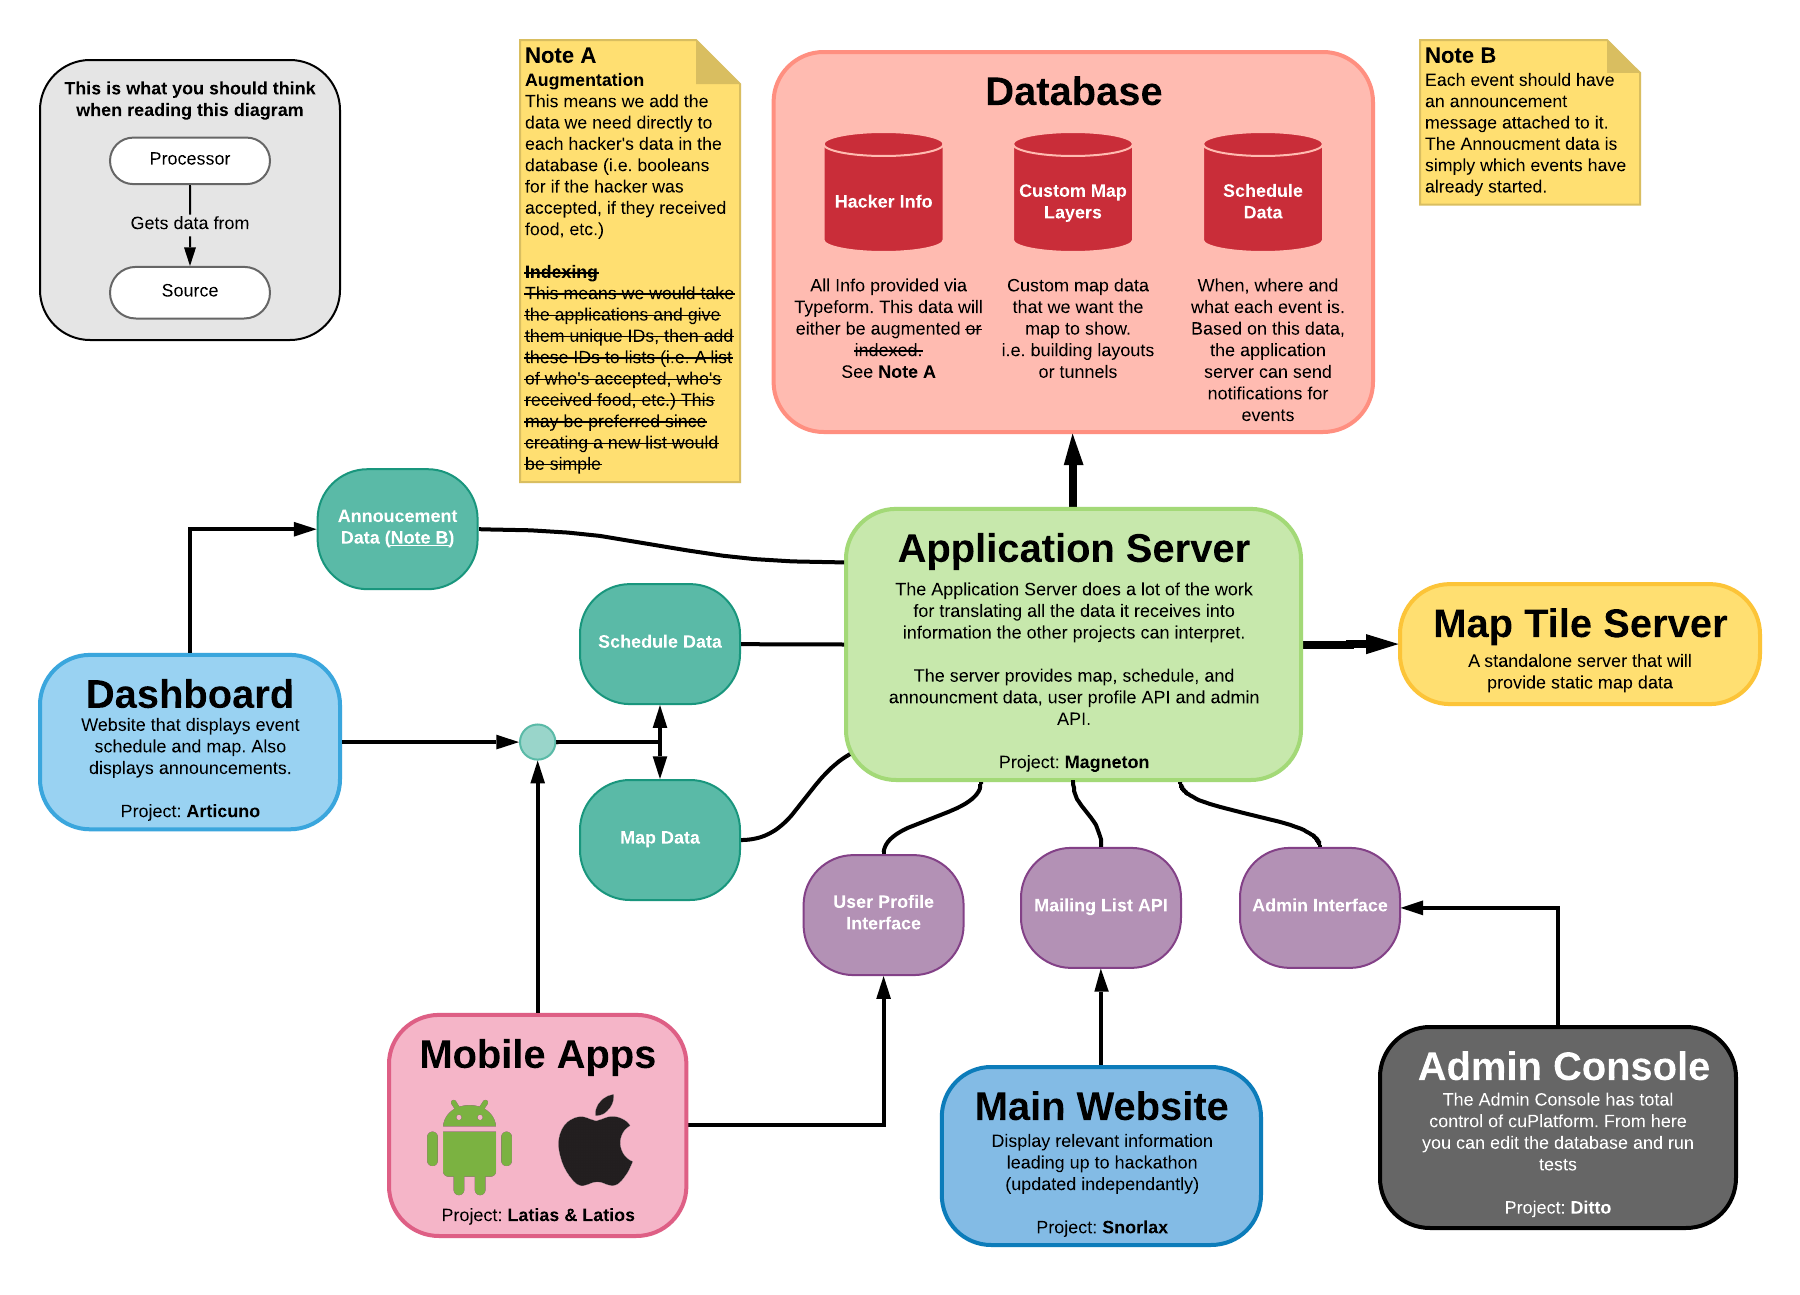 This is what you should think
when reading this diagram
Processor
Gets data from
Source
Note A
Augmentation
This means we add the
data we need directly to
each hacker's data in the
database (i.e. booleans
for if the hacker was
accepted, if they received
food, etc.)
Indexing
This means we would take
the applications and give
them unique IDs, then add
these IDs to lists (i.e. A list
of who's accepted, who's
received food, etc.) This
may be preferred since
creating a new list would
be simple
Database
Hacker Info
Custom Map
Layers
Schedule
Data
All Info provided via
Typeform. This data will
either be augmented or
indexed.
See Note A
Custom map data
that we want the
map to show.
i.e. building layouts
or tunnels
When, where and
what each event is.
Based on this data,
the application
server can send
notifications for
events
Note B
Each event should have
an announcement
message attached to it.
The Annoucment data is
simply which events have
already started.
Annoucement
Data (Note B)
Schedule Data
Map Data
Application Server
The Application Server does a lot of the work
for translating all the data it receives into
information the other projects can interpret.
The server provides map, schedule, and
announcment data, user profile API and admin
API.
Project: Magneton
Map Tile Server
A standalone server that will
provide static map data
Dashboard
Website that displays event
schedule and map. Also
displays announcements.
Project: Articuno
User Profile
Interface
Mailing List API
Admin Interface
Mobile Apps
Project: Latias & Latios
Main Website
Display relevant information
leading up to hackathon
(updated independantly)
Project: Snorlax
Admin Console
The Admin Console has total
control of cuPlatform. From here
you can edit the database and run
tests
Project: Ditto